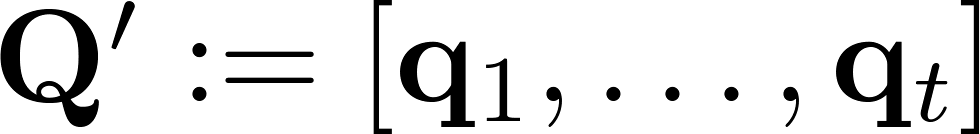 𝐐′ := [𝐪₁, . . . , 𝐪ₜ]